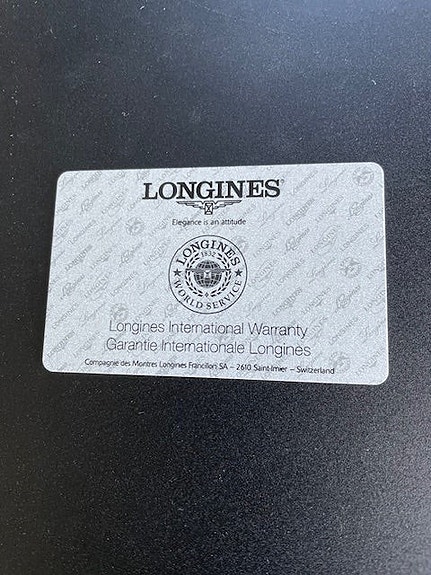 LONGINES®
Elegance is an attitude
LONGINES
1832
WORLD SERVICE
Longines International Warranty
Garantie Internationale Longines
Compagnie des Montres Longines Francillon SA – 2610 Saint-Imier – Switzerland